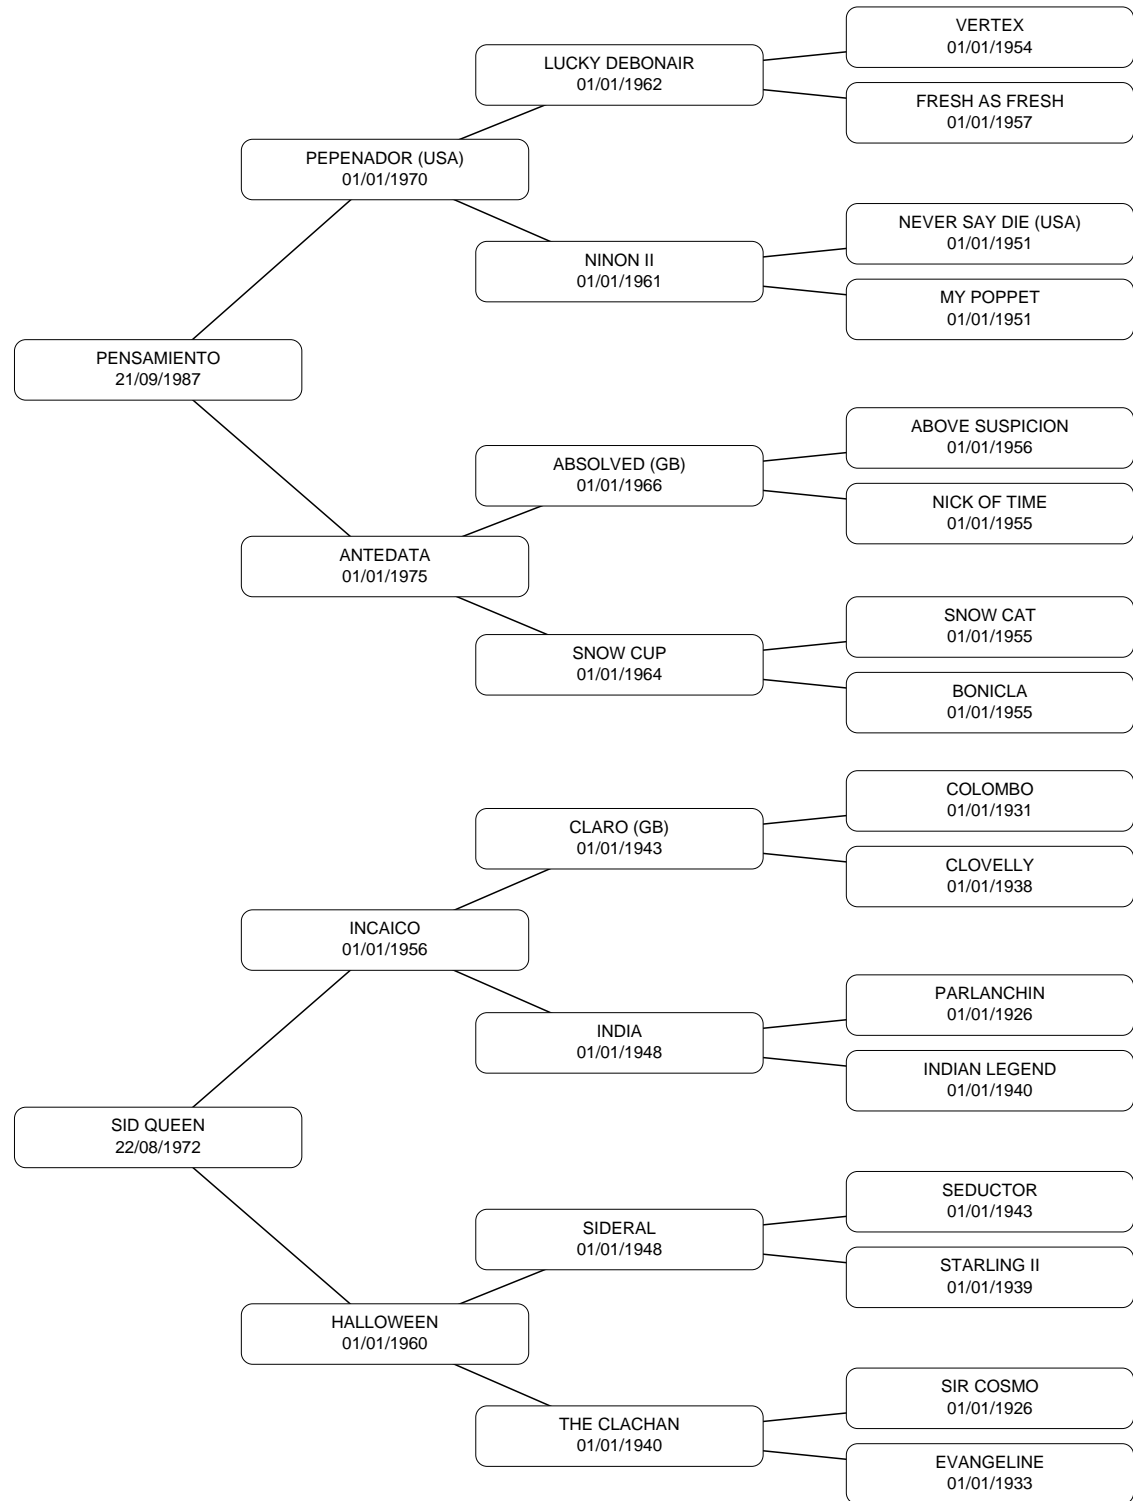 VERTEX
01/01/1954
LUCKY DEBONAIR
01/01/1962
FRESH AS FRESH
01/01/1957
PEPENADOR (USA)
01/01/1970
NEVER SAY DIE (USA)
01/01/1951
NINON II
01/01/1961
MY POPPET
01/01/1951
PENSAMIENTO
21/09/1987
ABOVE SUSPICION
01/01/1956
ABSOLVED (GB)
01/01/1966
NICK OF TIME
01/01/1955
ANTEDATA
01/01/1975
SNOW CAT
01/01/1955
SNOW CUP
01/01/1964
BONICLA
01/01/1955
COLOMBO
01/01/1931
CLARO (GB)
01/01/1943
CLOVELLY
01/01/1938
INCAICO
01/01/1956
PARLANCHIN
01/01/1926
INDIA
01/01/1948
INDIAN LEGEND
01/01/1940
SID QUEEN
22/08/1972
SEDUCTOR
01/01/1943
SIDERAL
01/01/1948
STARLING II
01/01/1939
HALLOWEEN
01/01/1960
SIR COSMO
01/01/1926
THE CLACHAN
01/01/1940
EVANGELINE
01/01/1933